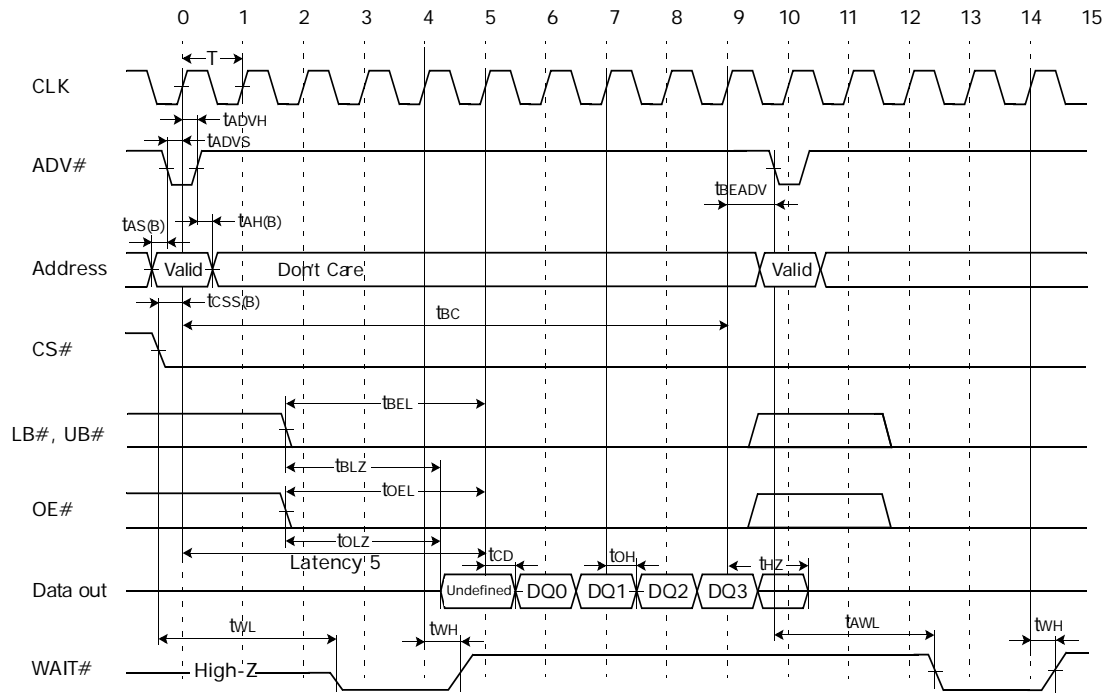 0 1 2 3 4 5 6 7 8 9 10 11 12 13 14 15
T
CLK
tADVH
tADVS
ADV#
tBEADV
tAS(B)
tAH(B)
Address
Valid
Don't Care
Valid
tCSS(B)
tBC
CS#
tBEL
LB#, UB#
tBLZ
tOEL
OE#
tOLZ
Latency 5
tCD
tOH
tHZ
Data out
Undefined DQ0 DQ1 DQ2 DQ3
tWL
tWH
tAWL
tWH
WAIT#
High-Z